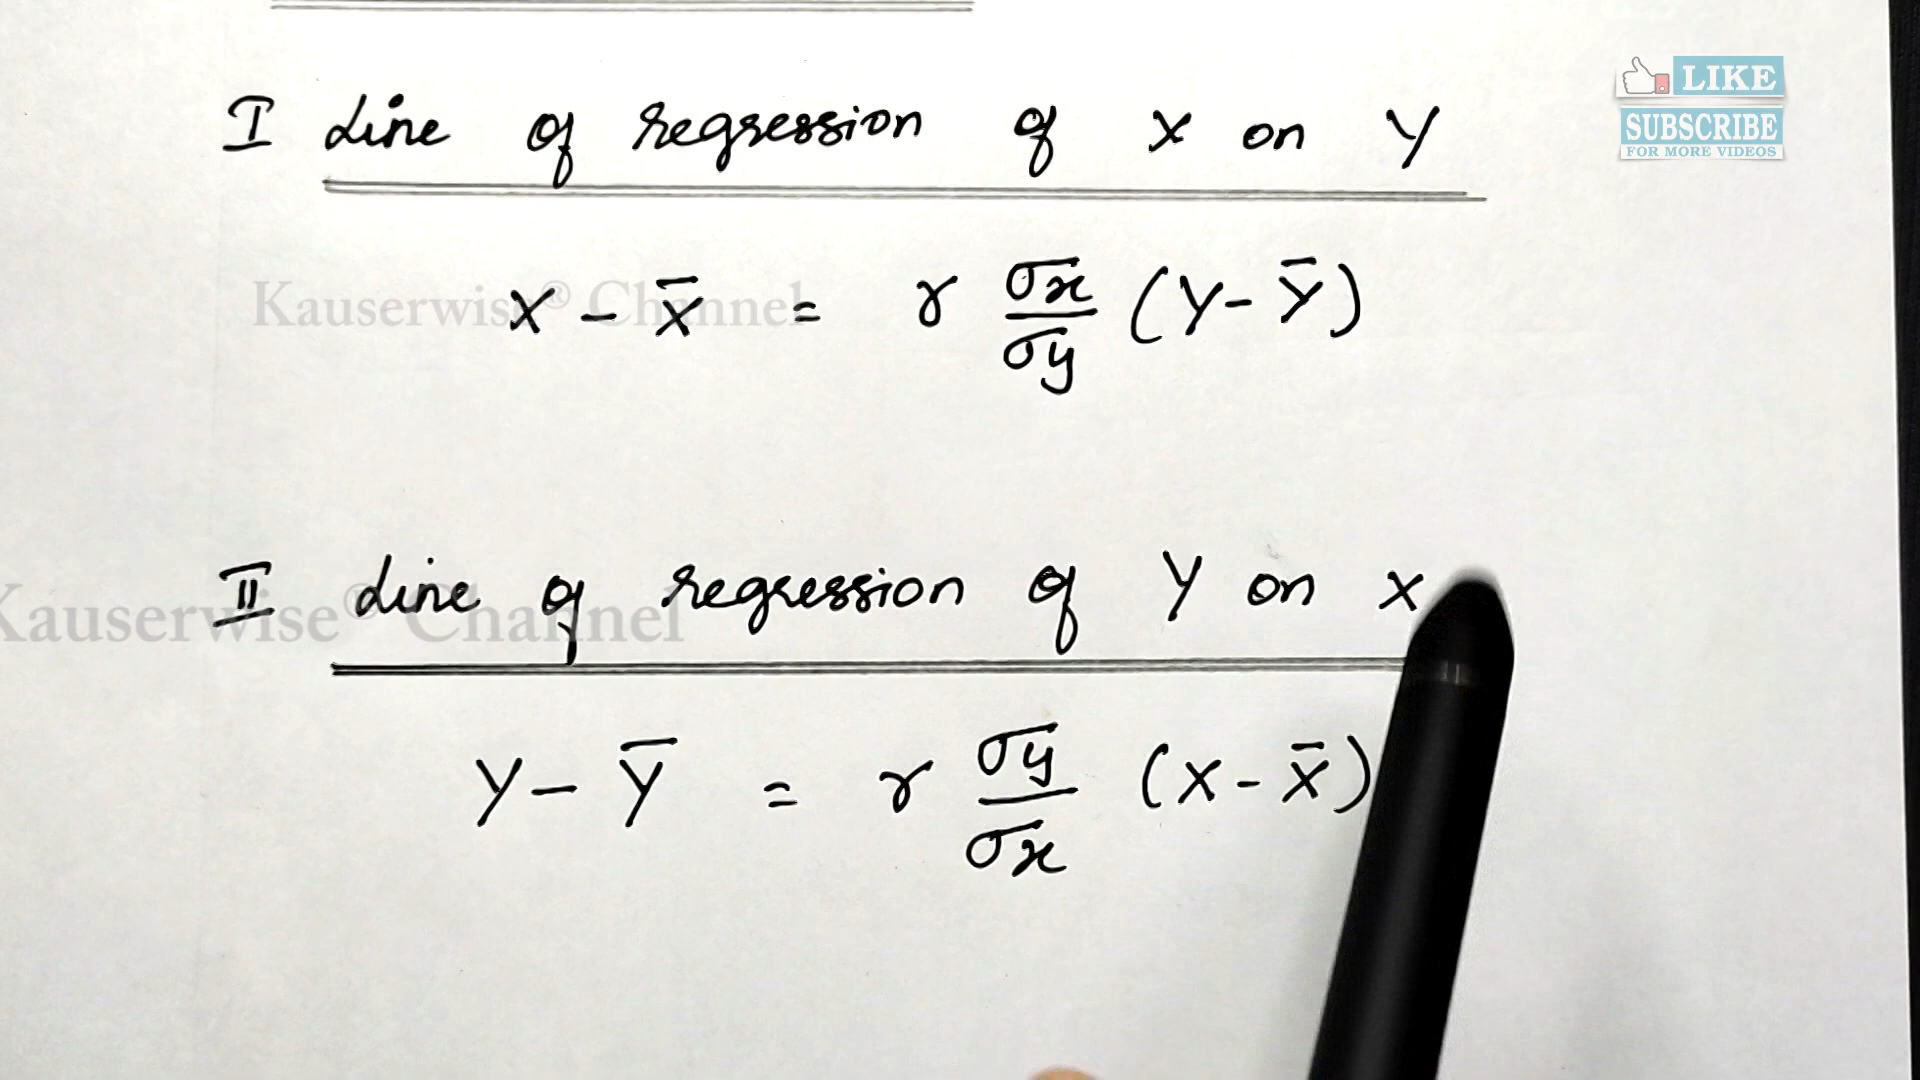 LIKE
SUBSCRIBE
FOR MORE VIDEOS
I Line of regression of X on Y
Kauserwise® Channel
X - X̄ = r σx/σy (Y - Ȳ)
II Line of regression of Y on X
Kauserwise® Channel
Y - Ȳ = r σy/σx (X - X̄)